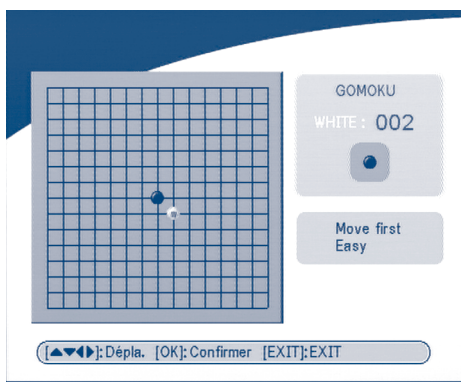 GOMOKU
WHITE: 002
Move first
Easy
[▲▼◀▶]:Dépla. [OK]:Confirmer [EXIT]:EXIT